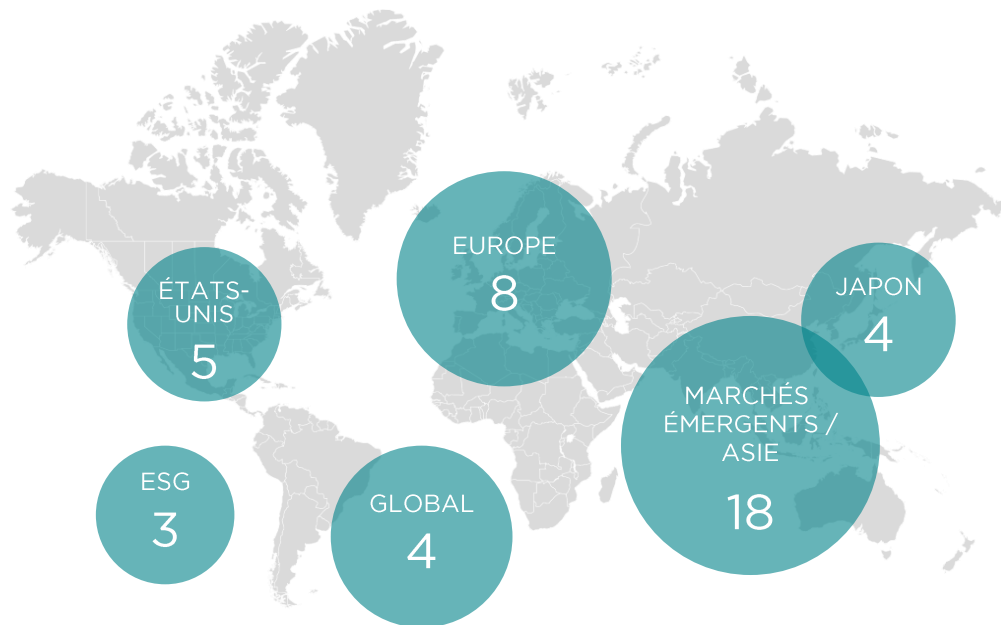 EUROPE
8
ÉTATS-
UNIS
5
JAPON
4
MARCHÉS
ÉMERGENTS /
ASIE
18
ESG
3
GLOBAL
4